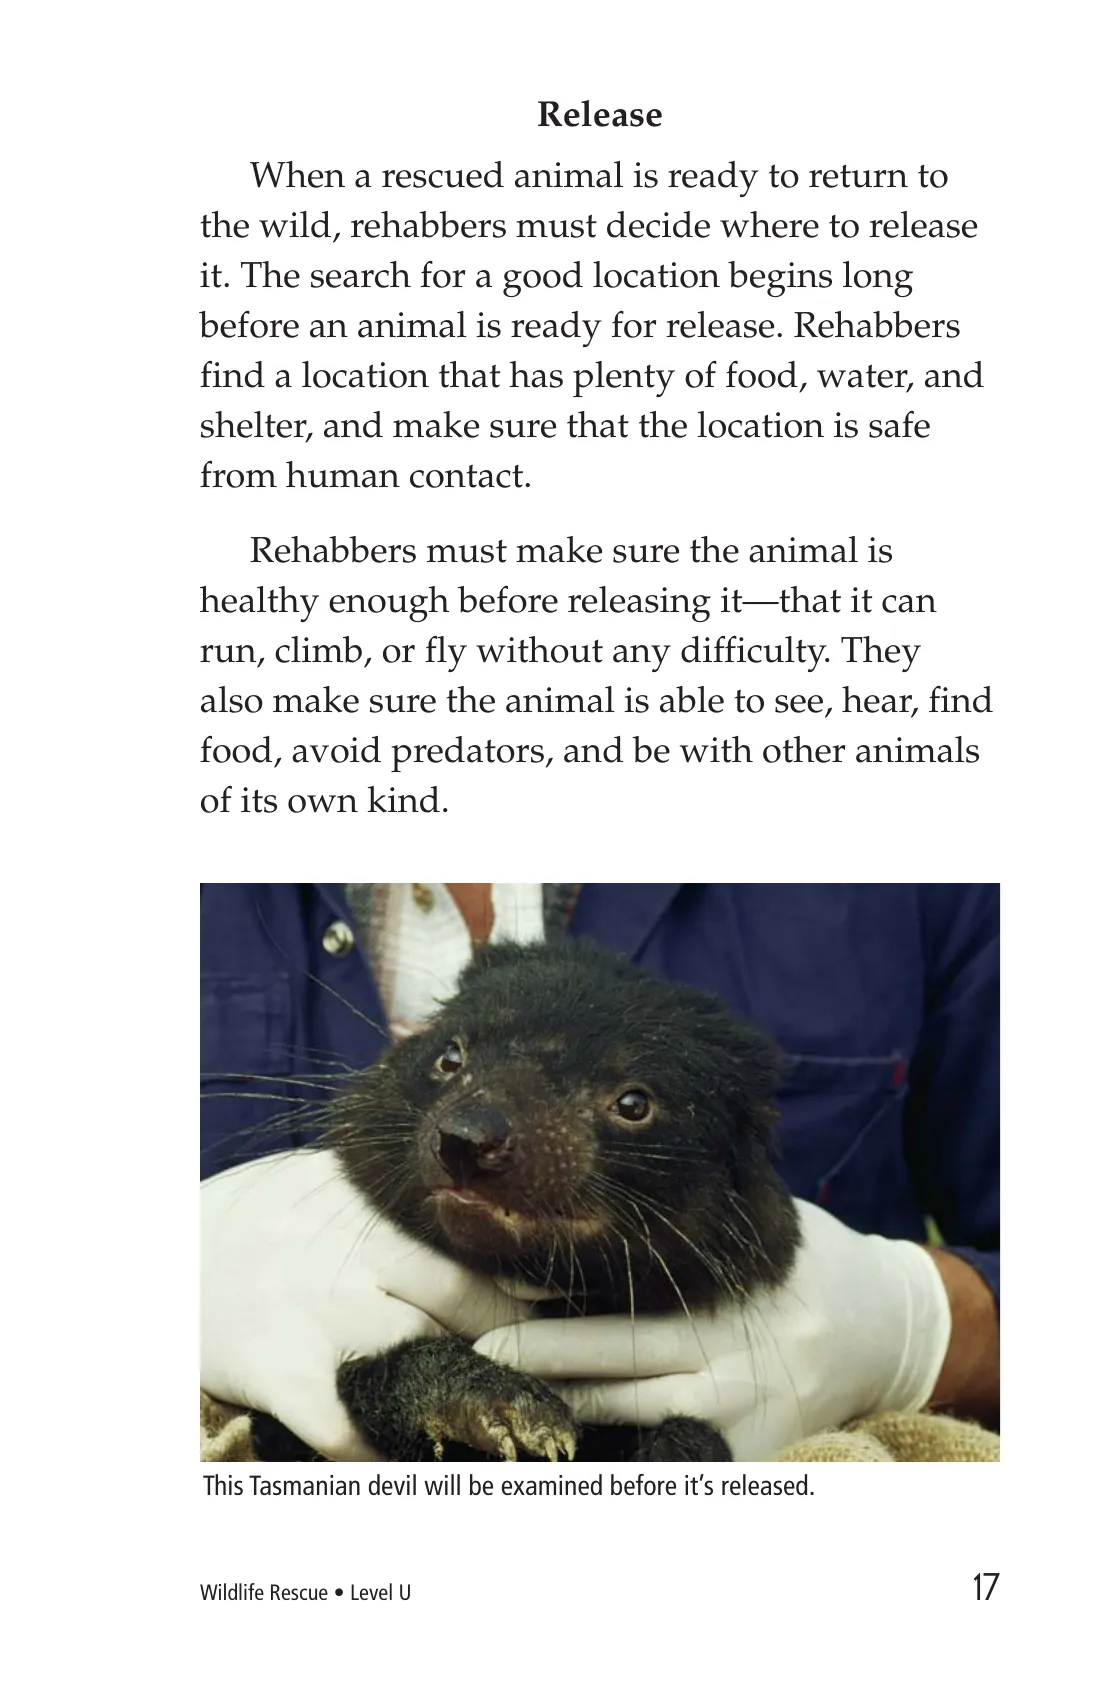 Release
When a rescued animal is ready to return to
the wild, rehabbers must decide where to release
it. The search for a good location begins long
before an animal is ready for release. Rehabbers
find a location that has plenty of food, water, and
shelter, and make sure that the location is safe
from human contact.
Rehabbers must make sure the animal is
healthy enough before releasing it—that it can
run, climb, or fly without any difficulty. They
also make sure the animal is able to see, hear, find
food, avoid predators, and be with other animals
of its own kind.
This Tasmanian devil will be examined before it’s released.
Wildlife Rescue • Level U
17